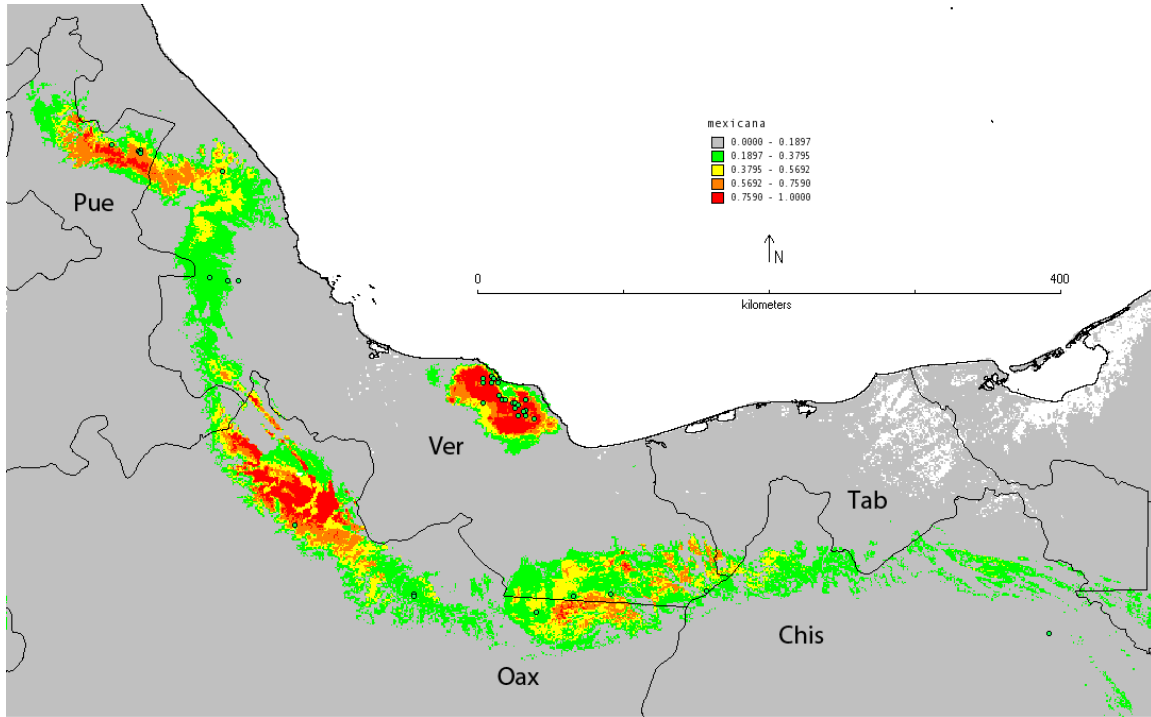 mexicana
0.0000 - 0.1897
0.1897 - 0.3795
0.3795 - 0.5692
0.5692 - 0.7590
0.7590 - 1.0000
Pue
N
0
400
kilometers
Ver
Tab
Chis
Oax